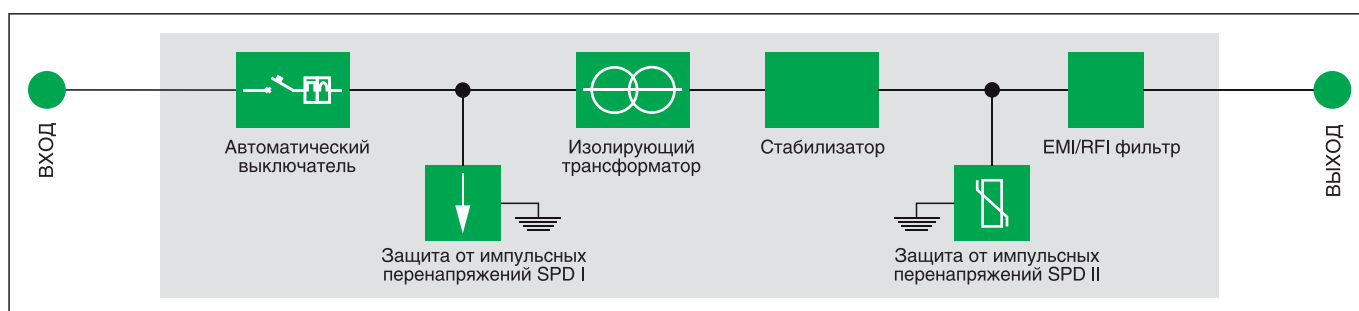 ВХОД
Автоматический
выключатель
Изолирующий
трансформатор
Стабилизатор
EMI/RFI фильтр
ВЫХОД
Защита от импульсных
перенапряжений SPD I
Защита от импульсных
перенапряжений SPD II